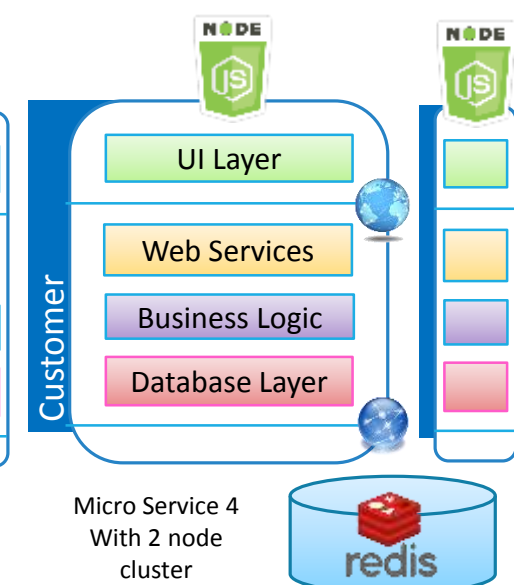 NODE
JS
NODE
JS
Customer
UI Layer
Web Services
Business Logic
Database Layer
Micro Service 4
With 2 node
cluster
redis